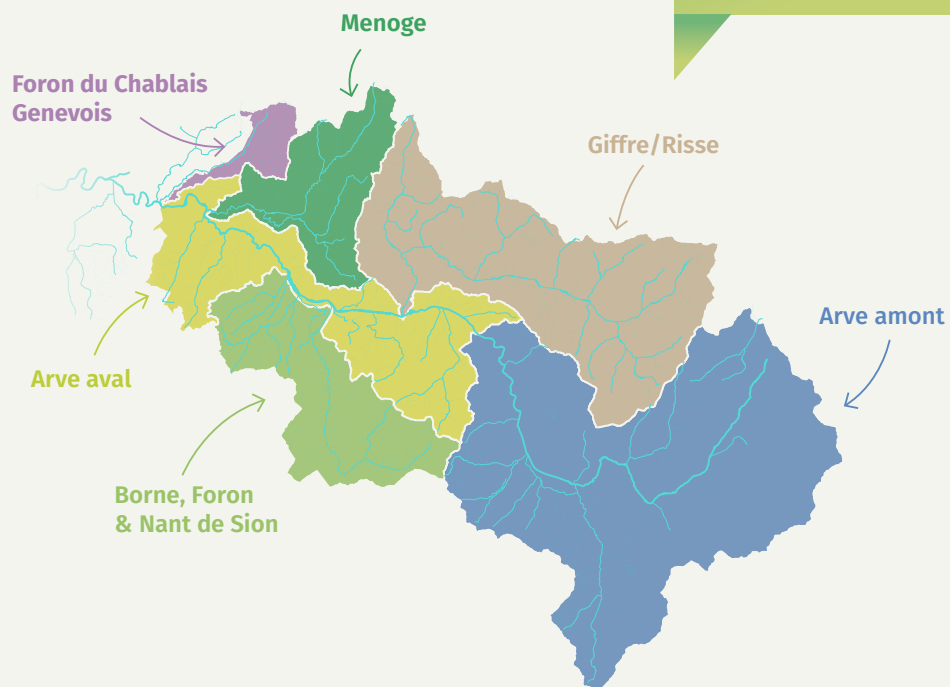 Menoge
Foron du Chablais
Genevois
Giffre/Risse
Arve amont
Arve aval
Borne, Foron
& Nant de Sion